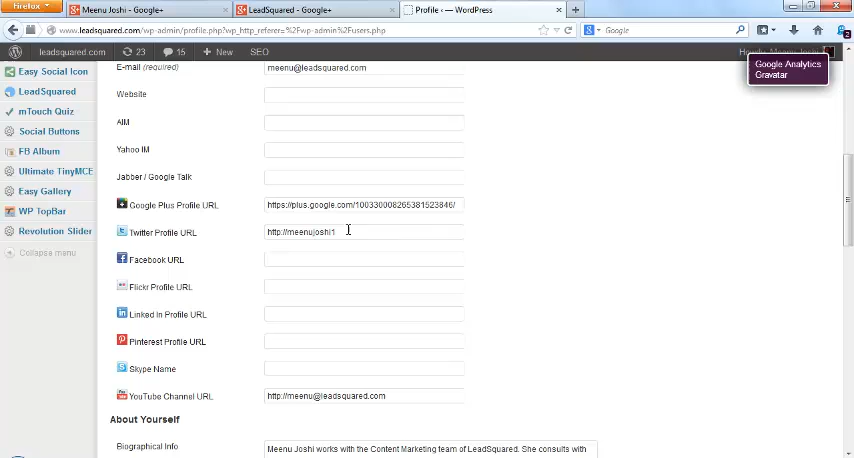 Firefox
Meenu Joshi - Google+
LeadSquared - Google+
Profile ‹ — WordPress
www.leadsquared.com/wp-admin/profile.php?wp_http_referer=%2Fwp-admin%2Fusers.php
Google
leadsquared.com
23
15
+ New
SEO
Howdy, Meenu Joshi
Google Analytics
Gravatar
Easy Social Icon
LeadSquared
mTouch Quiz
Social Buttons
FB Album
Ultimate TinyMCE
Easy Gallery
WP TopBar
Revolution Slider
Collapse menu
E-mail (required)
meenu@leadsquared.com
Website
AIM
Yahoo IM
Jabber / Google Talk
Google Plus Profile URL
https://plus.google.com/100330008265381523846/
Twitter Profile URL
http://meenujoshi1
Facebook URL
Flickr Profile URL
Linked In Profile URL
Pinterest Profile URL
Skype Name
YouTube Channel URL
http://meenu@leadsquared.com
About Yourself
Biographical Info
Meenu Joshi works with the Content Marketing team of LeadSquared. She consults with